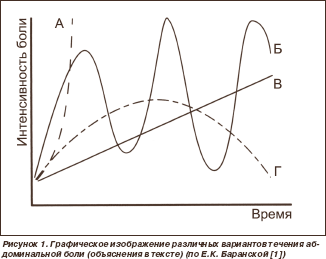 Интенсивность боли
А
Б
В
Г
Время
Рисунок 1. Графическое изображение различных вариантов течения аб-
доминальной боли (объяснения в тексте) (по Е.К. Баранской [1])